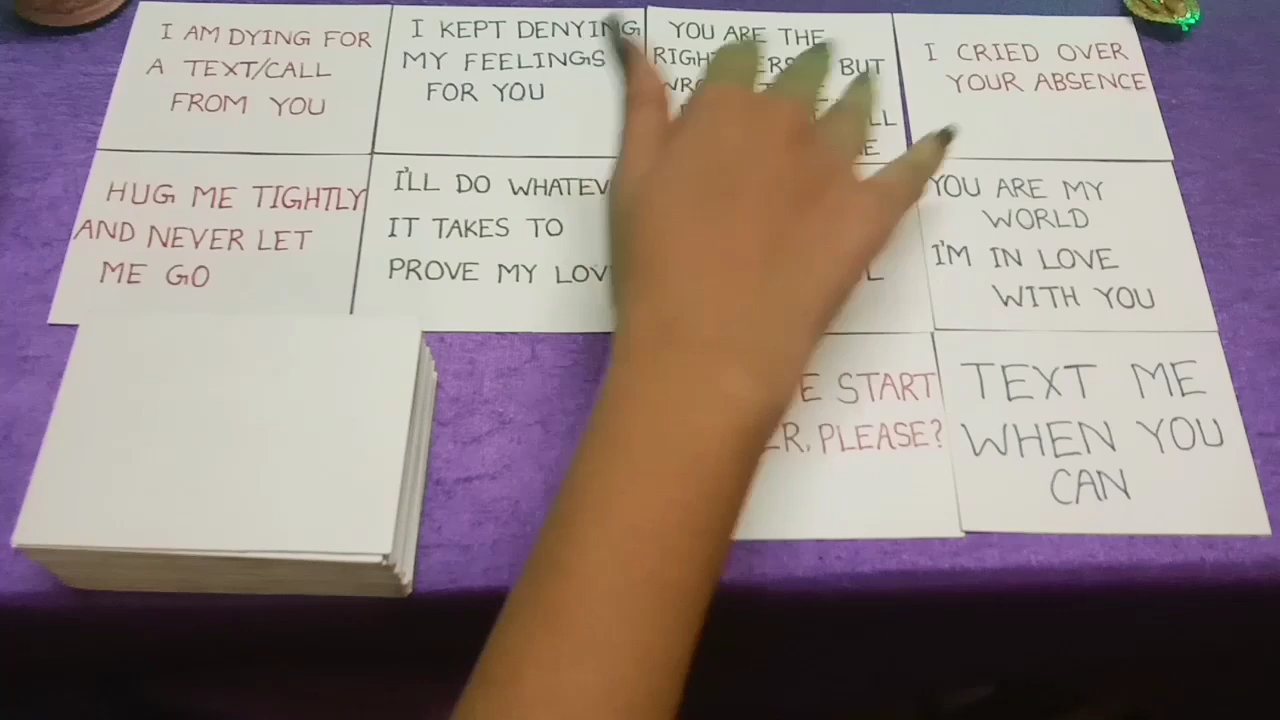 I AM DYING FOR
A TEXT/CALL
FROM YOU
I KEPT DENYING
MY FEELINGS
FOR YOU
YOU ARE THE
BUT
I CRIED OVER
YOUR ABSENCE
HUG ME TIGHTLY
AND NEVER LET
ME GO
I'LL DO
IT TAKES TO
PROVE MY
YOU ARE MY
WORLD
I'M IN LOVE
WITH YOU
START
PLEASE?
TEXT ME
WHEN YOU
CAN